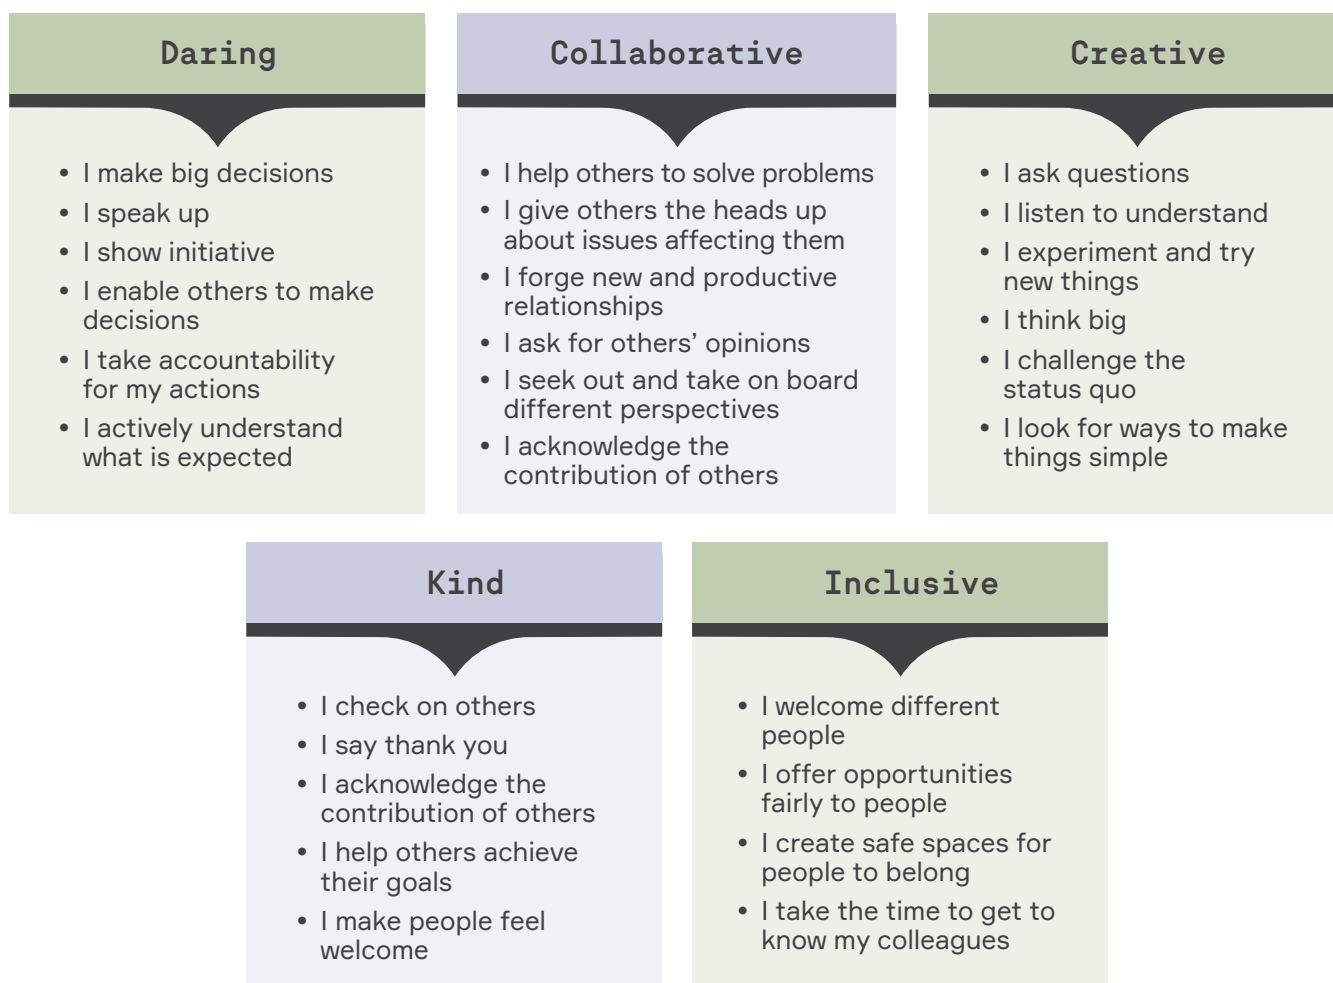 Daring
• I make big decisions
• I speak up
• I show initiative
• I enable others to make
decisions
• I take accountability
for my actions
• I actively understand
what is expected
Collaborative
• I help others to solve problems
• I give others the heads up
about issues affecting them
• I forge new and productive
relationships
• I ask for others’ opinions
• I seek out and take on board
different perspectives
• I acknowledge the
contribution of others
Creative
• I ask questions
• I listen to understand
• I experiment and try
new things
• I think big
• I challenge the
status quo
• I look for ways to make
things simple
Kind
• I check on others
• I say thank you
• I acknowledge the
contribution of others
• I help others achieve
their goals
• I make people feel
welcome
Inclusive
• I welcome different
people
• I offer opportunities
fairly to people
• I create safe spaces for
people to belong
• I take the time to get to
know my colleagues